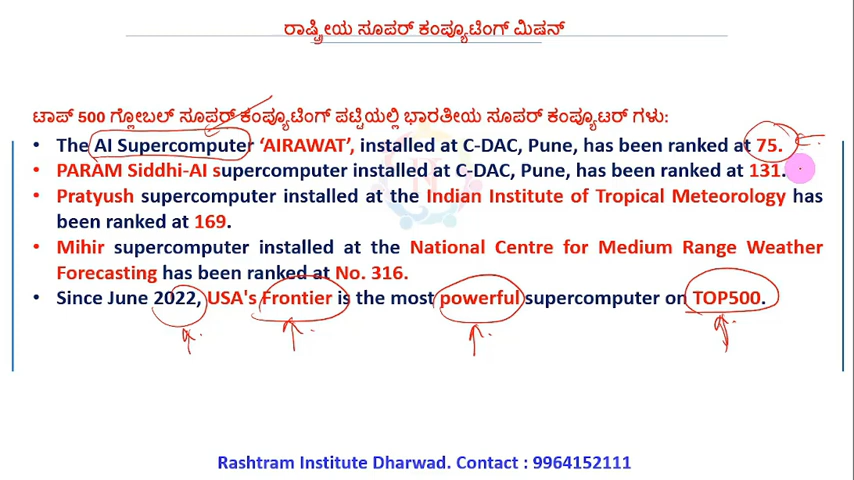 ರಾಷ್ಟ್ರೀಯ ಸೂಪರ್ ಕಂಪ್ಯೂಟಿಂಗ್ ಮಿಷನ್
ಟಾಪ್ 500 ಗ್ಲೋಬಲ್ ಸೂಪರ್ ಕಂಪ್ಯೂಟಿಂಗ್ ಪಟ್ಟಿಯಲ್ಲಿ ಭಾರತೀಯ ಸೂಪರ್ ಕಂಪ್ಯೂಟರ್ ಗಳು:
• The AI Supercomputer ‘AIRAWAT’, installed at C-DAC, Pune, has been ranked at 75.
• PARAM Siddhi-AI supercomputer installed at C-DAC, Pune, has been ranked at 131.
• Pratyush supercomputer installed at the Indian Institute of Tropical Meteorology has
been ranked at 169.
• Mihir supercomputer installed at the National Centre for Medium Range Weather
Forecasting has been ranked at No. 316.
• Since June 2022, USA's Frontier is the most powerful supercomputer on TOP500.
Rashtram Institute Dharwad. Contact : 9964152111